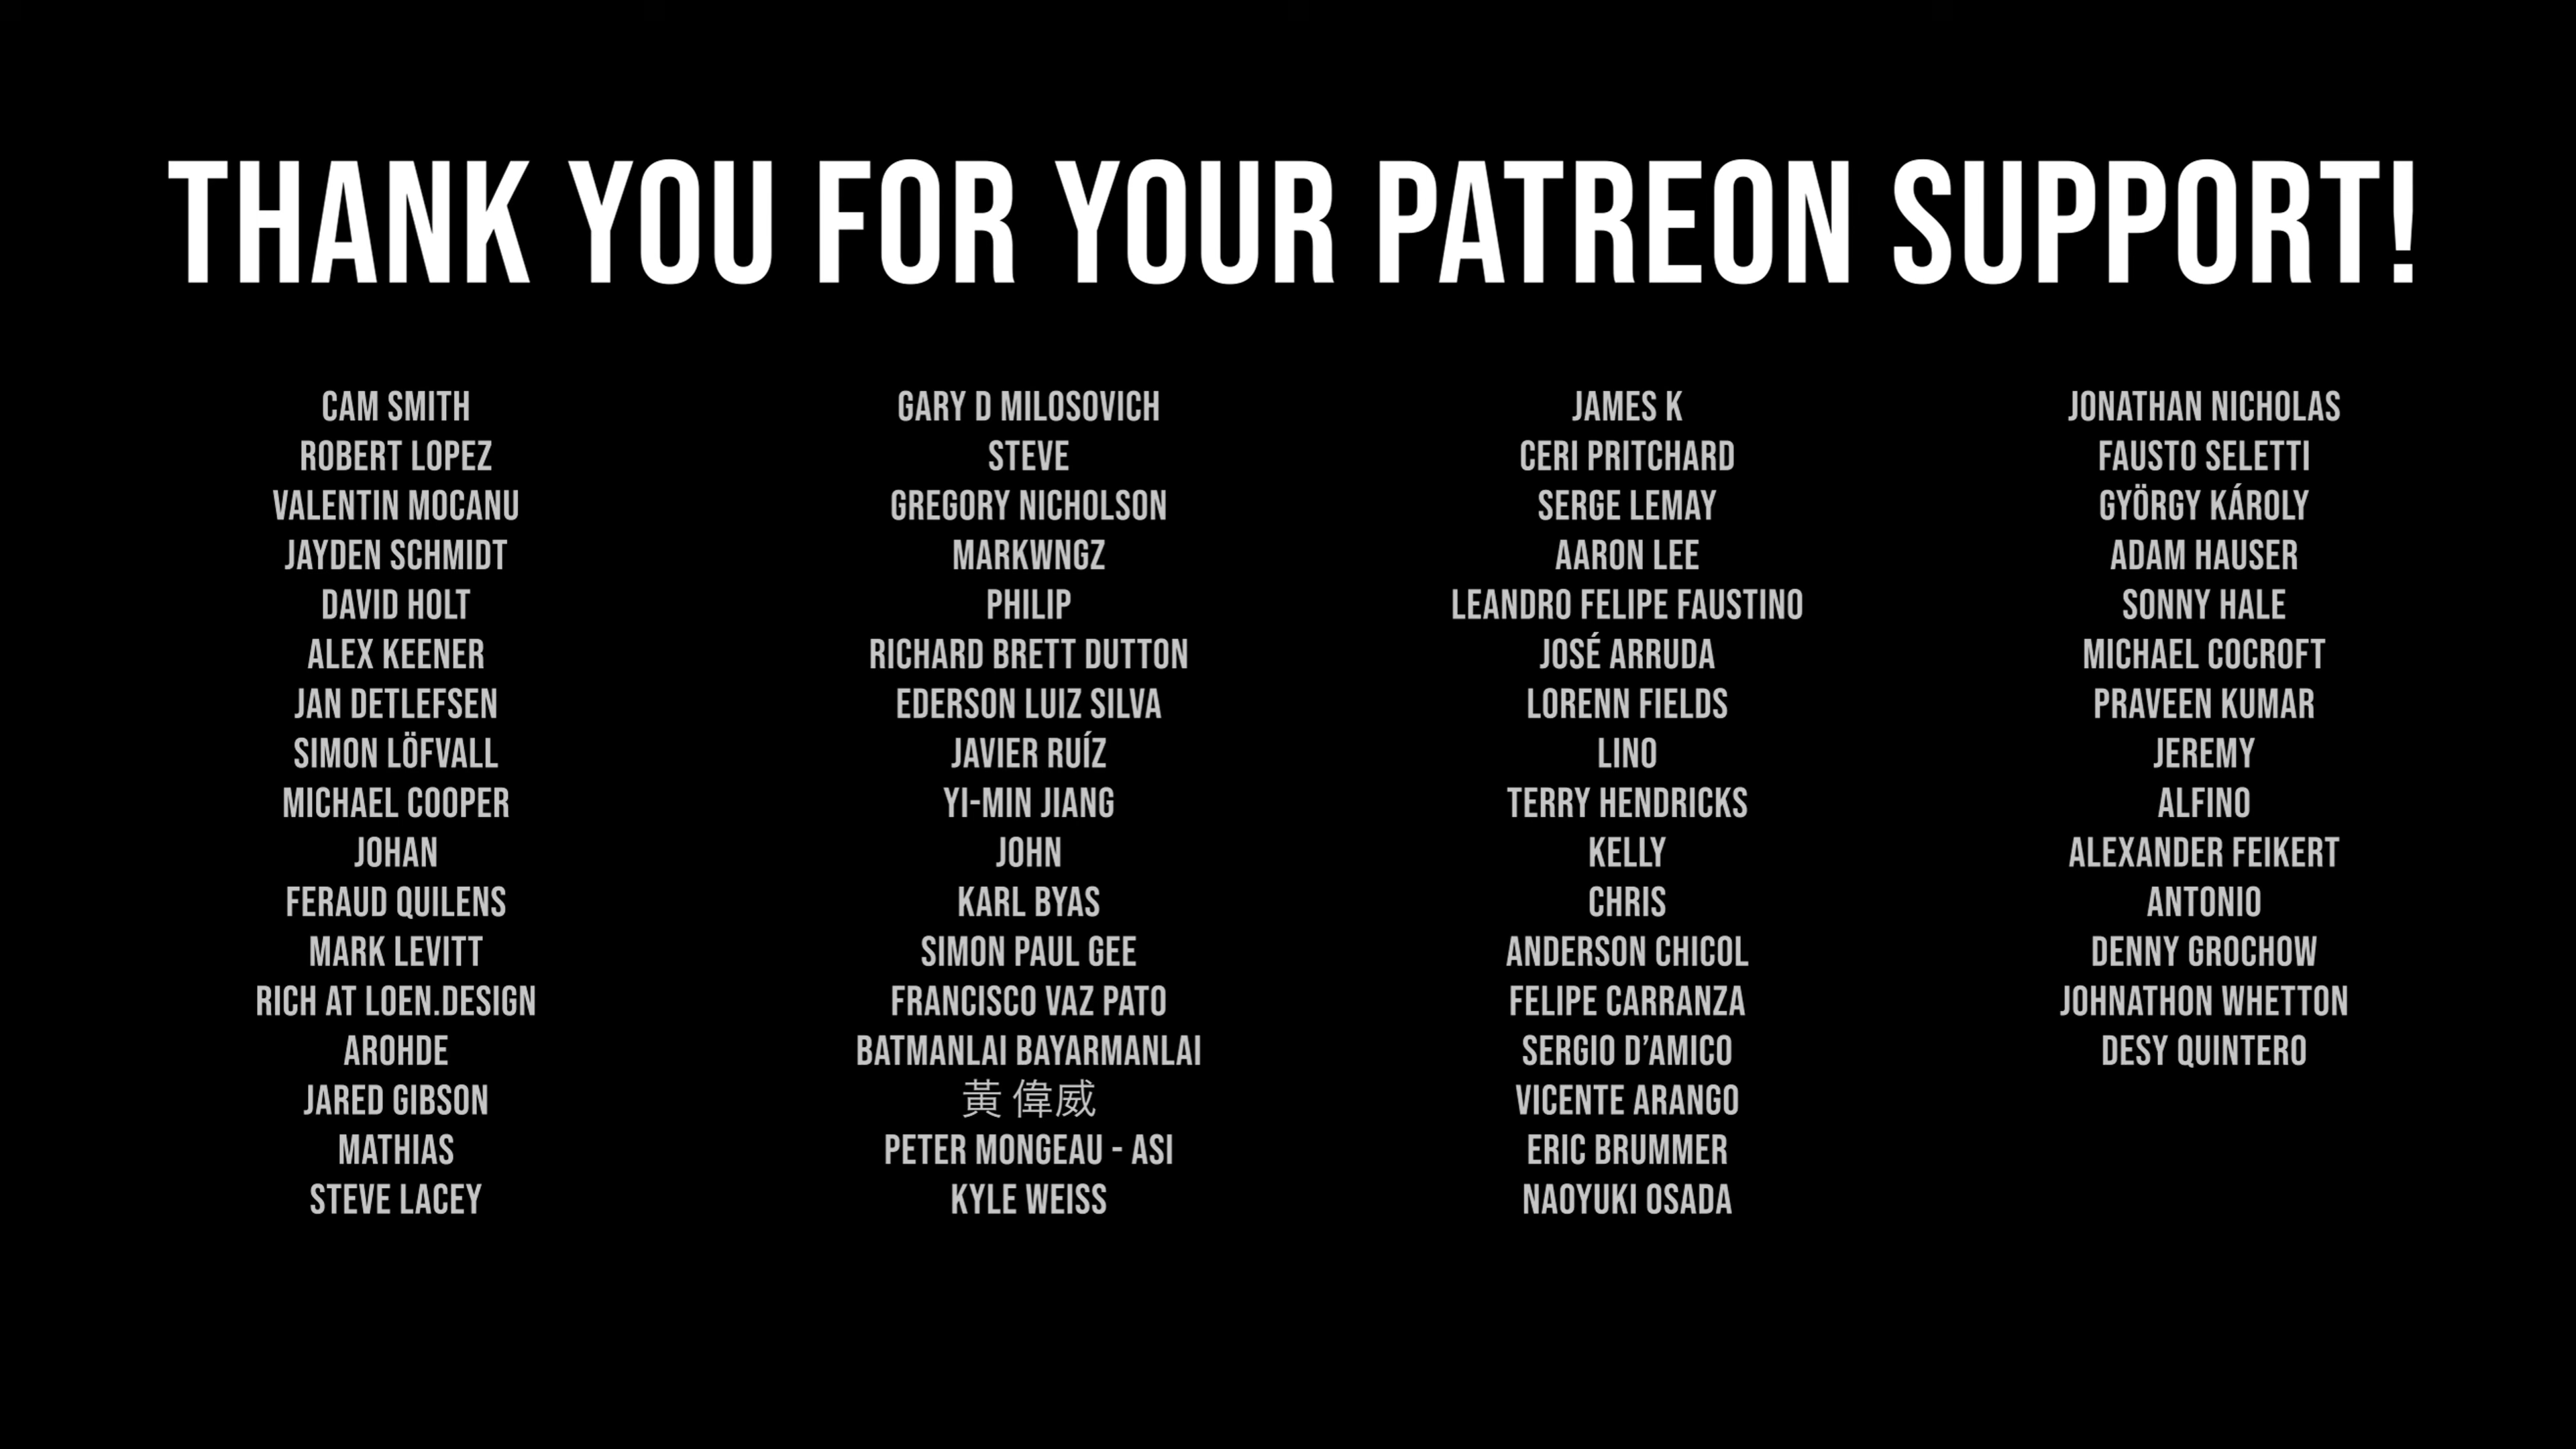 THANK YOU FOR YOUR PATREON SUPPORT!
CAM SMITH
ROBERT LOPEZ
VALENTIN MOCANU
JAYDEN SCHMIDT
DAVID HOLT
ALEX KEENER
JAN DETLEFSEN
SIMON LÖFVALL
MICHAEL COOPER
JOHAN
FERAUD QUILENS
MARK LEVITT
RICH AT LOEN.DESIGN
AROHDE
JARED GIBSON
MATHIAS
STEVE LACEY
GARY D MILOSOVICH
STEVE
GREGORY NICHOLSON
MARKWNGZ
PHILIP
RICHARD BRETT DUTTON
EDERSON LUIZ SILVA
JAVIER RUÍZ
YI-MIN JIANG
JOHN
KARL BYAS
SIMON PAUL GEE
FRANCISCO VAZ PATO
BATMANLAI BAYARMANLAI
黃 偉威
PETER MONGEAU - ASI
KYLE WEISS
JAMES K
CERI PRITCHARD
SERGE LEMAY
AARON LEE
LEANDRO FELIPE FAUSTINO
JOSÉ ARRUDA
LORENN FIELDS
LINO
TERRY HENDRICKS
KELLY
CHRIS
ANDERSON CHICOL
FELIPE CARRANZA
SERGIO D’AMICO
VICENTE ARANGO
ERIC BRUMMER
NAOYUKI OSADA
JONATHAN NICHOLAS
FAUSTO SELETTI
GYÖRGY KÁROLY
ADAM HAUSER
SONNY HALE
MICHAEL COCROFT
PRAVEEN KUMAR
JEREMY
ALFINO
ALEXANDER FEIKERT
ANTONIO
DENNY GROCHOW
JOHNATHON WHETTON
DESY QUINTERO